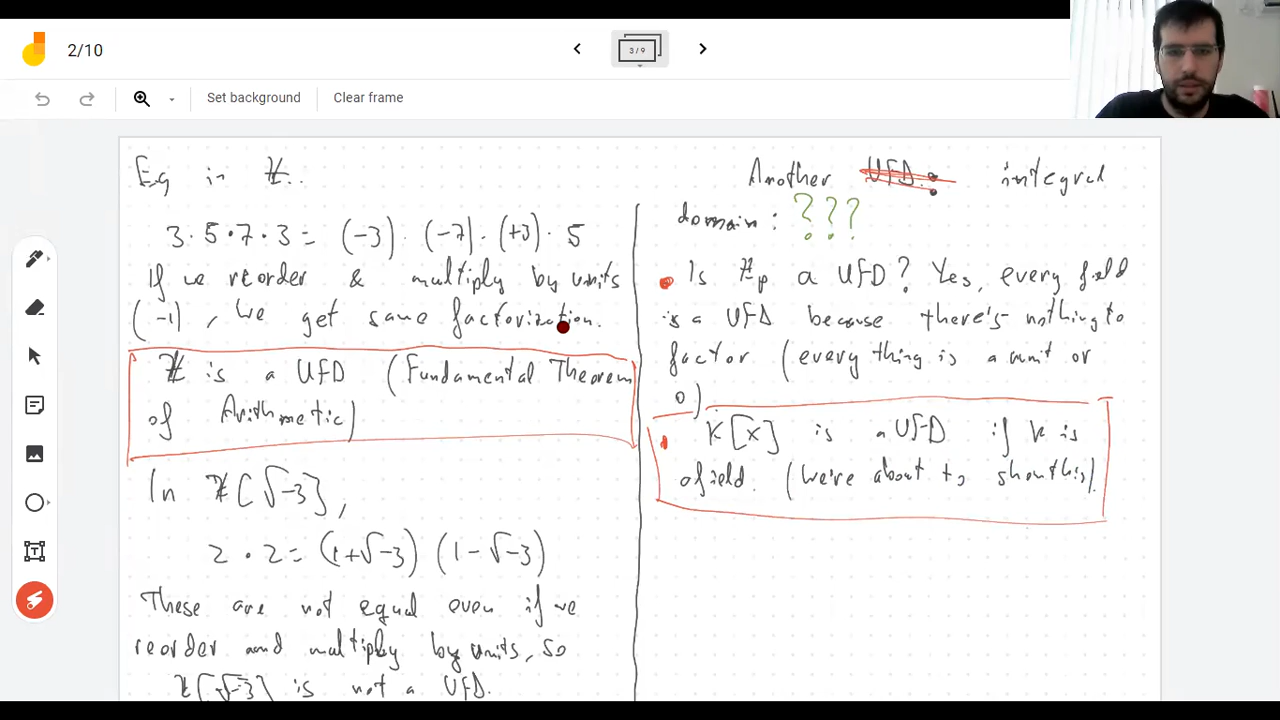 2/10
3/9
Set background
Clear frame
Eg in ℤ..
3·5·7·3 = (-3)·(-7)·(+3)·5
If we reorder & multiply by units
(-1), we get same factorization.
ℤ is a UFD (Fundamental Theorem
of Arithmetic)
In ℤ[√-3],
2·2 = (1+√-3)(1-√-3)
These are not equal even if we
reorder and multiply by units, so
ℤ[√-3] is not a UFD.
Another UFD: integral
domain: ???
• Is ℤp a UFD? Yes, every field
is a UFD because there's nothing to
factor (everything is a unit or
0)
• K[x] is a UFD if K is
a field. (We're about to show this).